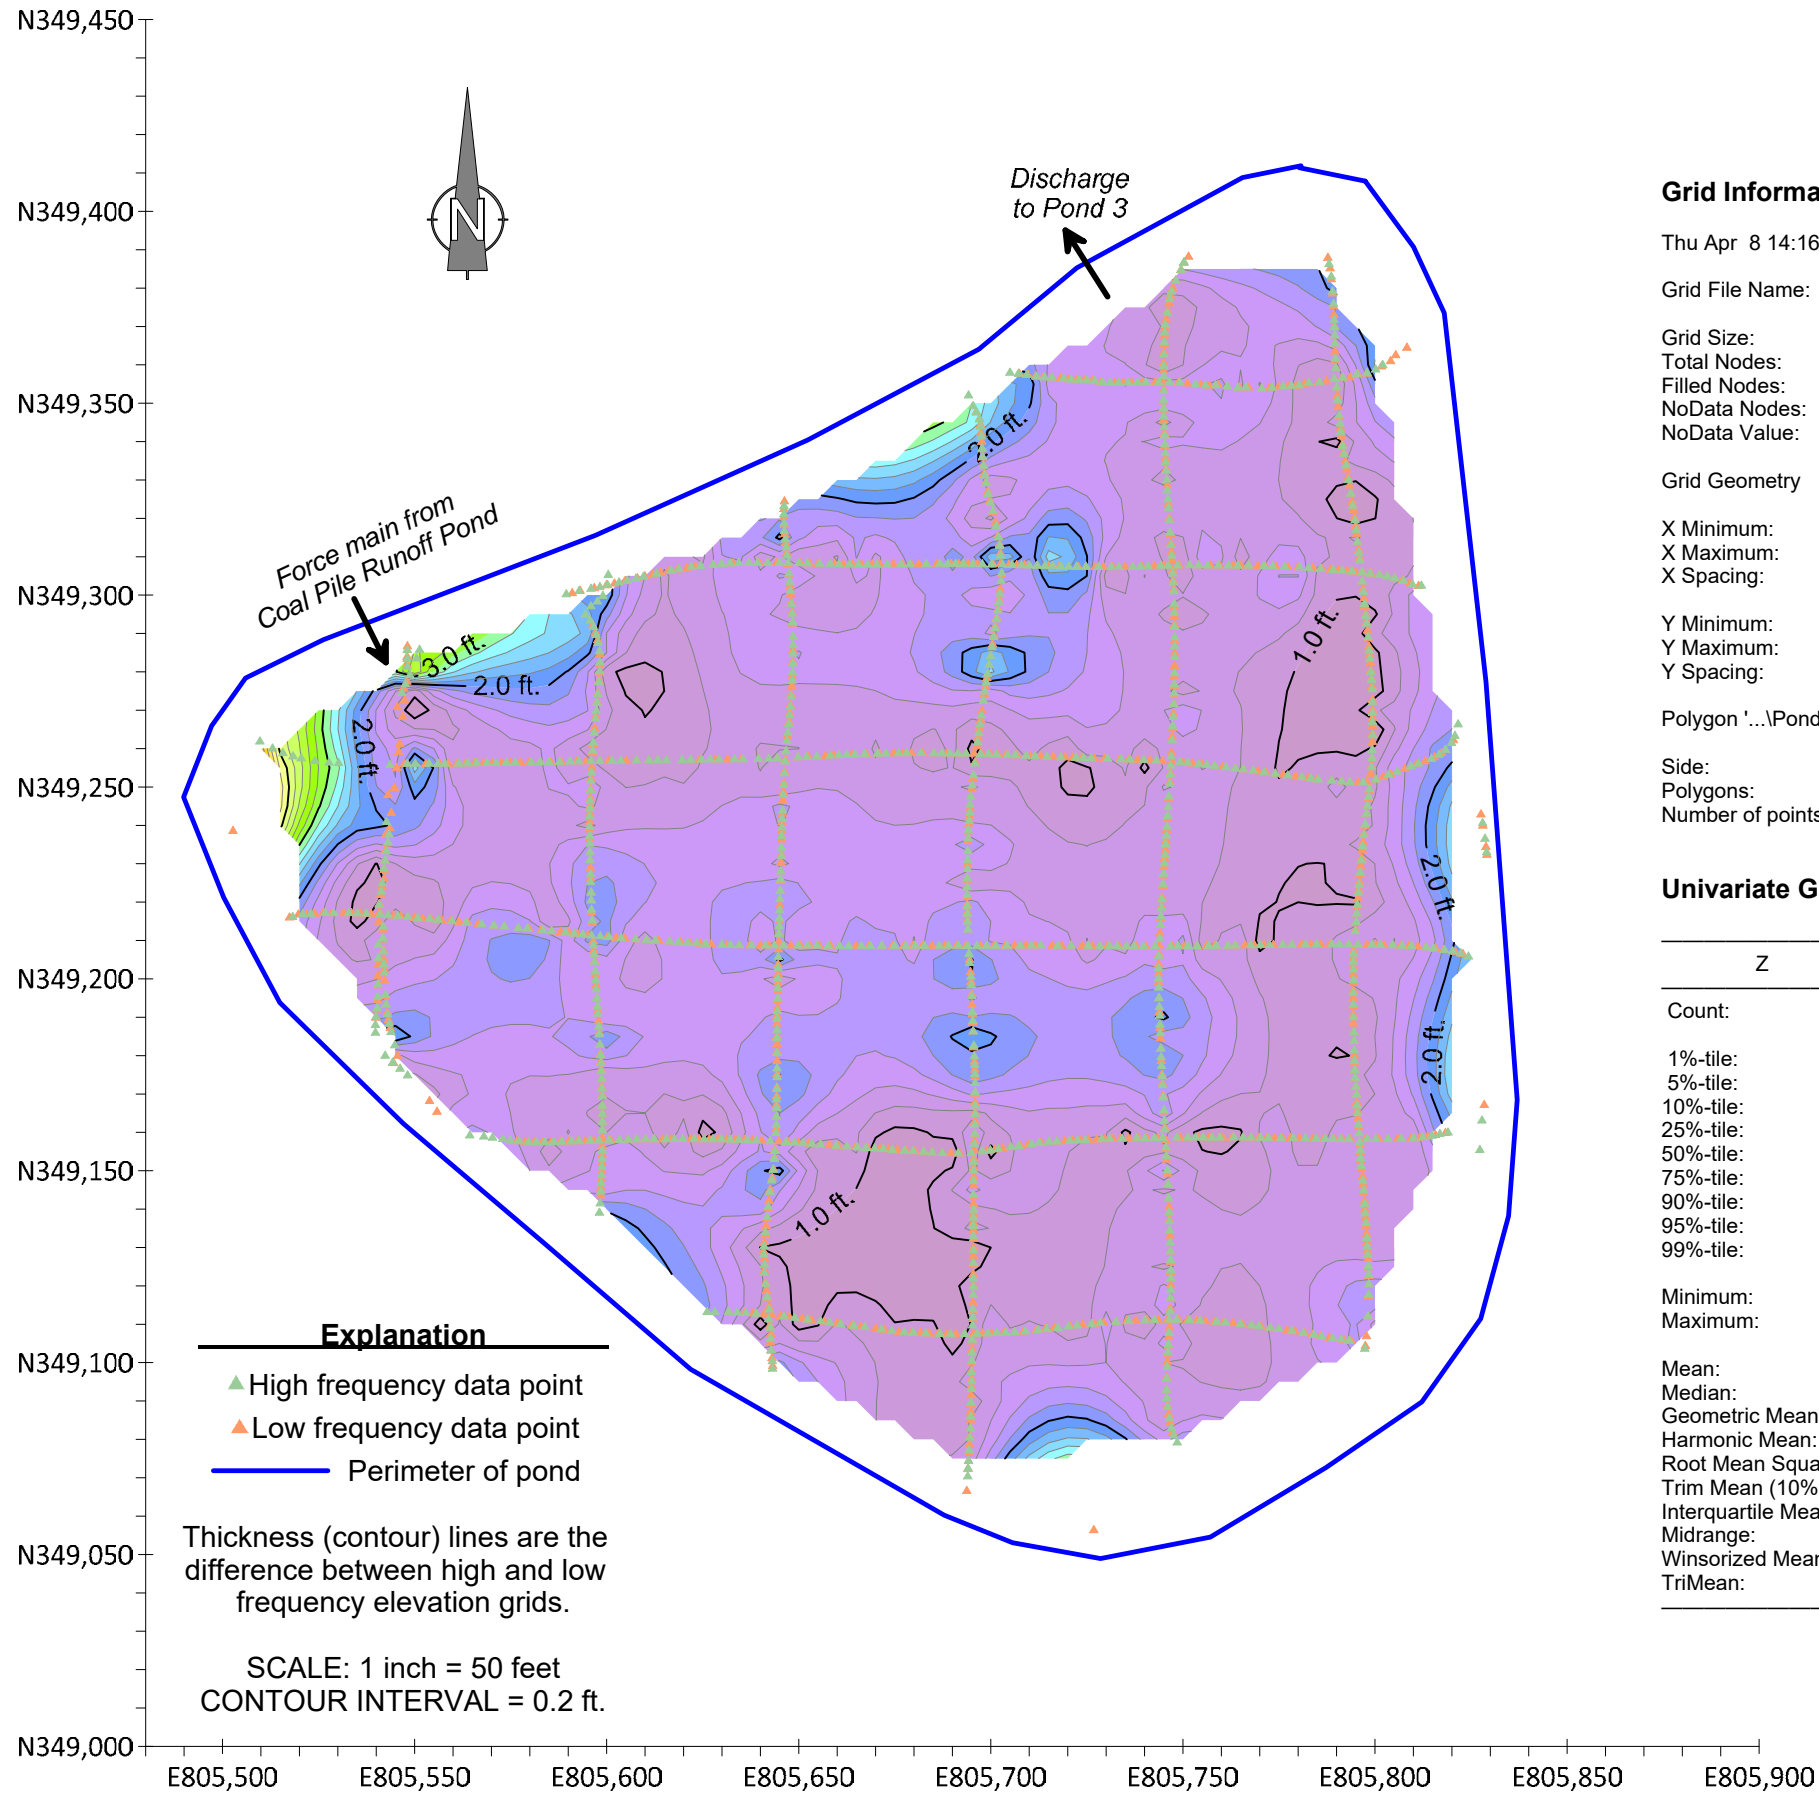 N349,450
N349,400
N349,350
N349,300
N349,250
N349,200
N349,150
N349,100
N349,050
N349,000
E805,500
E805,550
E805,600
E805,650
E805,700
E805,750
E805,800
E805,850
E805,900
N
Discharge
to Pond 3
Force main from
Coal Pile Runoff Pond
2.0 ft.
3.0 ft.
2.0 ft.
2.0 ft.
1.0 ft.
2.0 ft.
2.0 ft.
1.0 ft.
Explanation
High frequency data point
Low frequency data point
Perimeter of pond
Thickness (contour) lines are the
difference between high and low
frequency elevation grids.
SCALE: 1 inch = 50 feet
CONTOUR INTERVAL = 0.2 ft.
Grid Informa
Thu Apr 8 14:16
Grid File Name:
Grid Size:
Total Nodes:
Filled Nodes:
NoData Nodes:
NoData Value:
Grid Geometry
X Minimum:
X Maximum:
X Spacing:
Y Minimum:
Y Maximum:
Y Spacing:
Polygon '...\Pond
Side:
Polygons:
Number of points
Univariate G
Z
Count:
1%-tile:
5%-tile:
10%-tile:
25%-tile:
50%-tile:
75%-tile:
90%-tile:
95%-tile:
99%-tile:
Minimum:
Maximum:
Mean:
Median:
Geometric Mean
Harmonic Mean:
Root Mean Squa
Trim Mean (10%
Interquartile Mea
Midrange:
Winsorized Mean
TriMean: